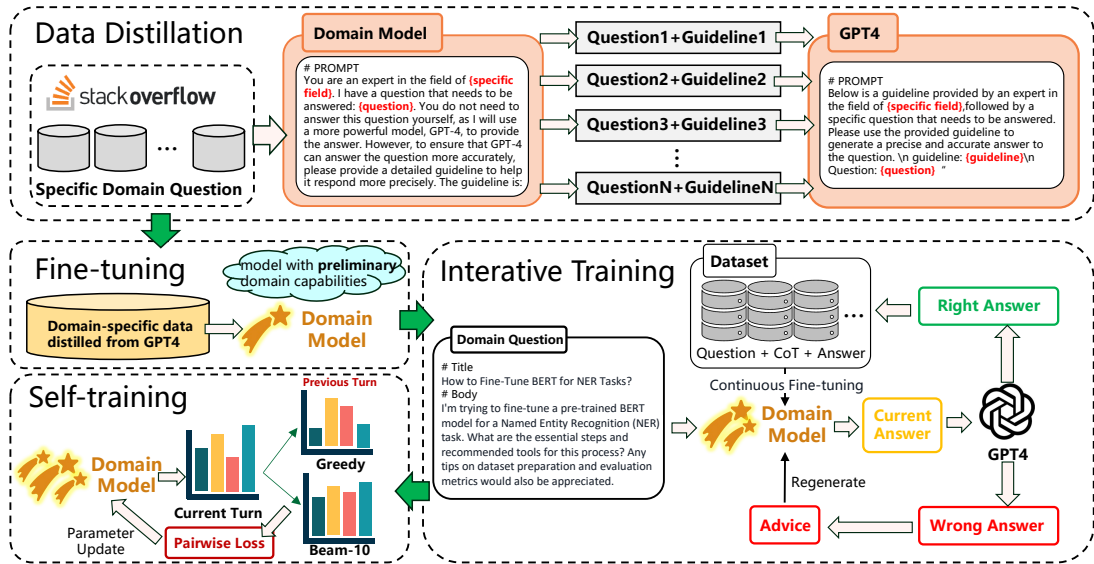 Data Distillation
stackoverflow
...
Specific Domain Question
Domain Model
# PROMPT
You are an expert in the field of {specific
field}. I have a question that needs to be
answered: {question}. You do not need to
answer this question yourself, as I will use
a more powerful model, GPT-4, to provide
the answer. However, to ensure that GPT-4
can answer the question more accurately,
please provide a detailed guideline to help
it respond more precisely. The guideline is:
Question1+Guideline1
Question2+Guideline2
Question3+Guideline3
QuestionN+GuidelineN
GPT4
# PROMPT
Below is a guideline provided by an expert in
the field of {specific field},followed by a
specific question that needs to be answered.
Please use the provided guideline to
generate a precise and accurate answer to
the question. \n guideline: {guideline}\n
Question: {question} "
Fine-tuning
model with preliminary
domain capabilities
Domain-specific data
distilled from GPT4
Domain
Model
Interative Training
Domain Question
# Title
How to Fine-Tune BERT for NER Tasks?
# Body
I'm trying to fine-tune a pre-trained BERT
model for a Named Entity Recognition (NER)
task. What are the essential steps and
recommended tools for this process? Any
tips on dataset preparation and evaluation
metrics would also be appreciated.
Dataset
...
Question + CoT + Answer
Continuous Fine-tuning
Domain
Model
Current
Answer
GPT4
Right Answer
Wrong Answer
Advice
Regenerate
Self-training
Domain
Model
Current Turn
Previous Turn
Greedy
Beam-10
Pairwise Loss
Parameter
Update